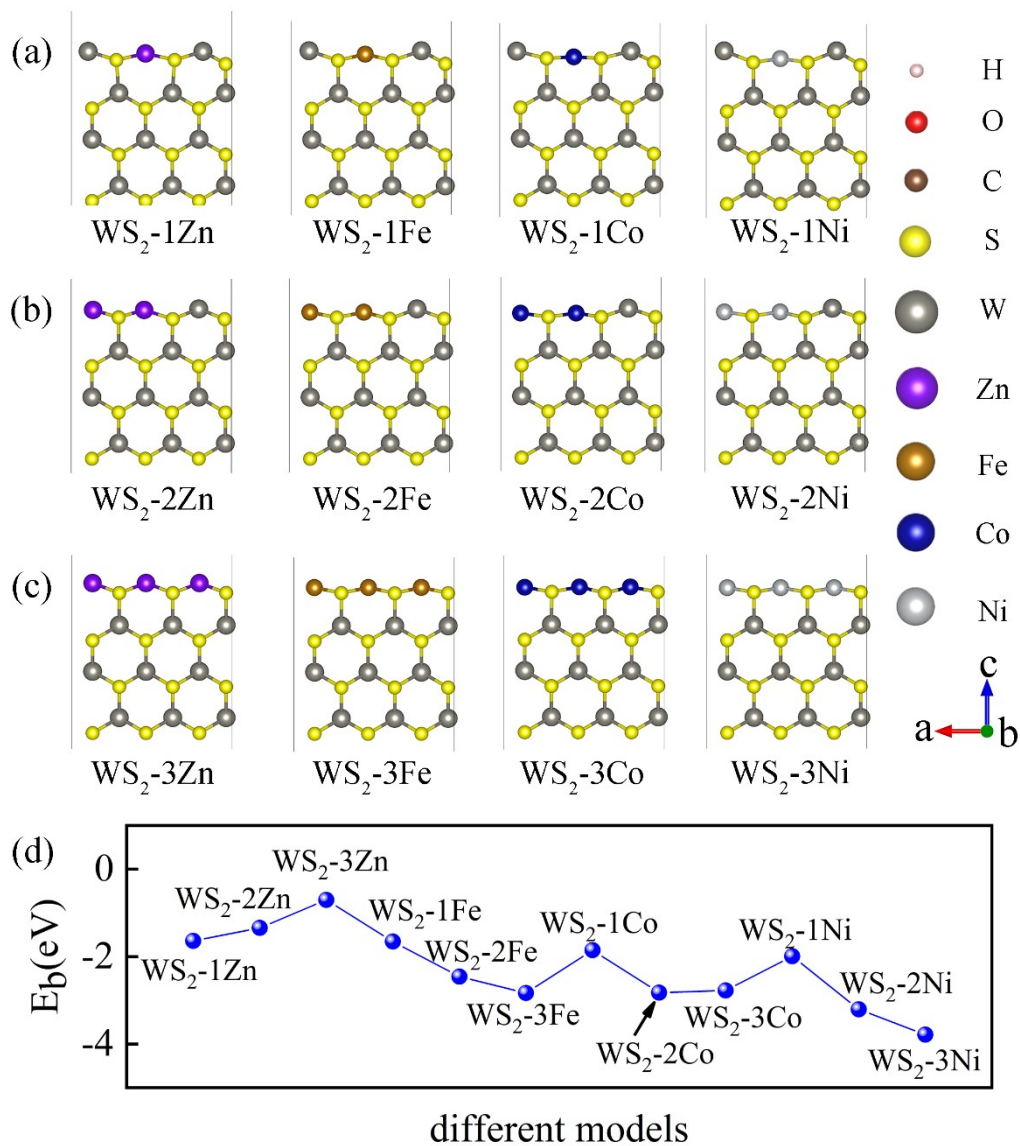 (a)
WS₂-1Zn WS₂-1Fe WS₂-1Co WS₂-1Ni
(b)
WS₂-2Zn WS₂-2Fe WS₂-2Co WS₂-2Ni
(c)
WS₂-3Zn WS₂-3Fe WS₂-3Co WS₂-3Ni
H
O
C
S
W
Zn
Fe
Co
Ni
c
a b
(d)
E_b(eV)
0
-2
-4
WS₂-1Zn
WS₂-2Zn
WS₂-3Zn
WS₂-1Fe
WS₂-2Fe
WS₂-3Fe
WS₂-1Co
WS₂-2Co
WS₂-3Co
WS₂-1Ni
WS₂-2Ni
WS₂-3Ni
different models